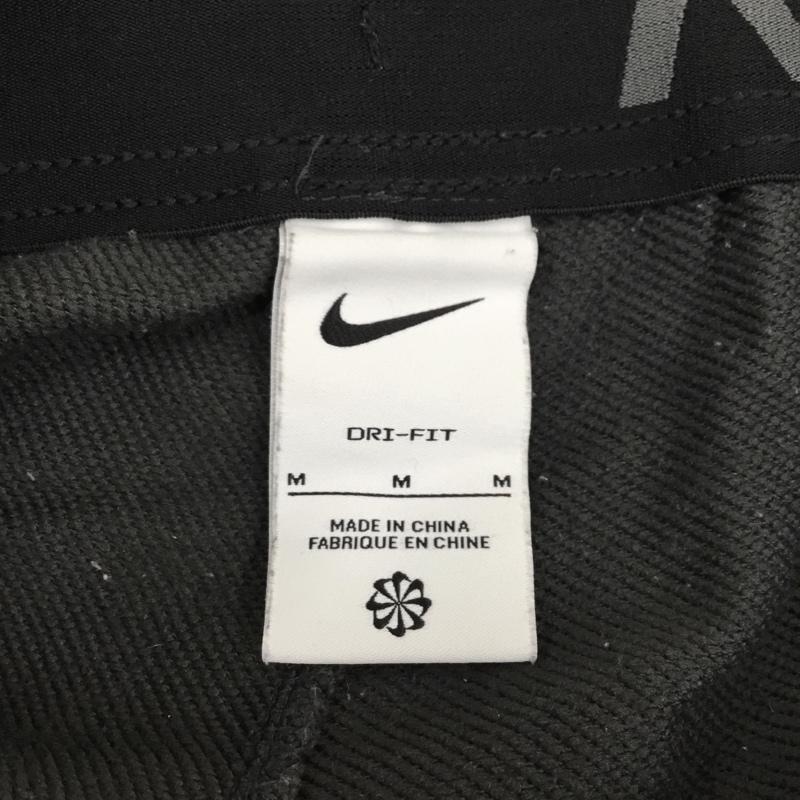 DRI-FIT
M M M
MADE IN CHINA
FABRIQUE EN CHINE